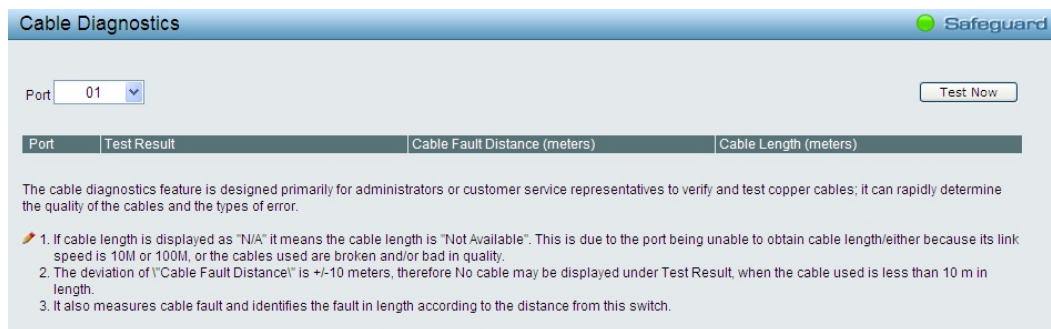 Cable Diagnostics
Safeguard
Port 01
Test Now
Port Test Result Cable Fault Distance (meters) Cable Length (meters)
The cable diagnostics feature is designed primarily for administrators or customer service representatives to verify and test copper cables; it can rapidly determine
the quality of the cables and the types of error.
1. If cable length is displayed as "N/A" it means the cable length is "Not Available". This is due to the port being unable to obtain cable length/either because its link
speed is 10M or 100M, or the cables used are broken and/or bad in quality.
2. The deviation of \"Cable Fault Distance\" is +/-10 meters, therefore No cable may be displayed under Test Result, when the cable used is less than 10 m in
length.
3. It also measures cable fault and identifies the fault in length according to the distance from this switch.